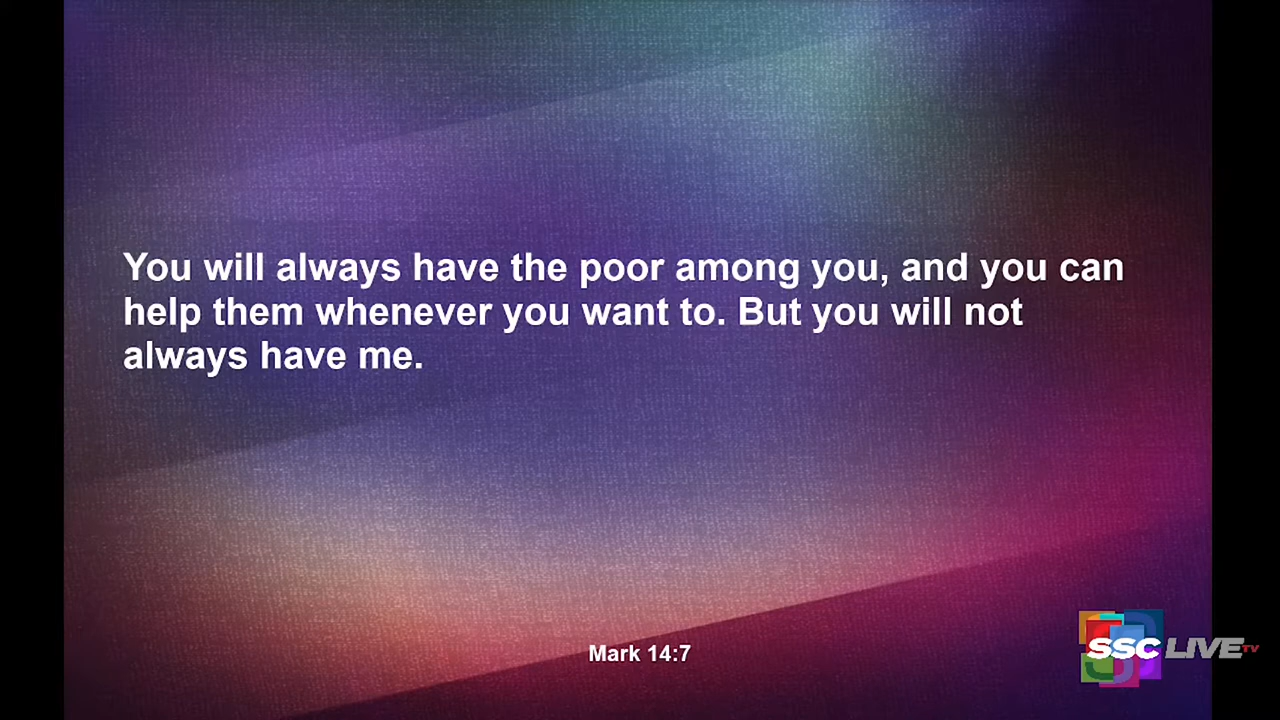 You will always have the poor among you, and you can
help them whenever you want to. But you will not
always have me.
Mark 14:7
SSC LIVE TV